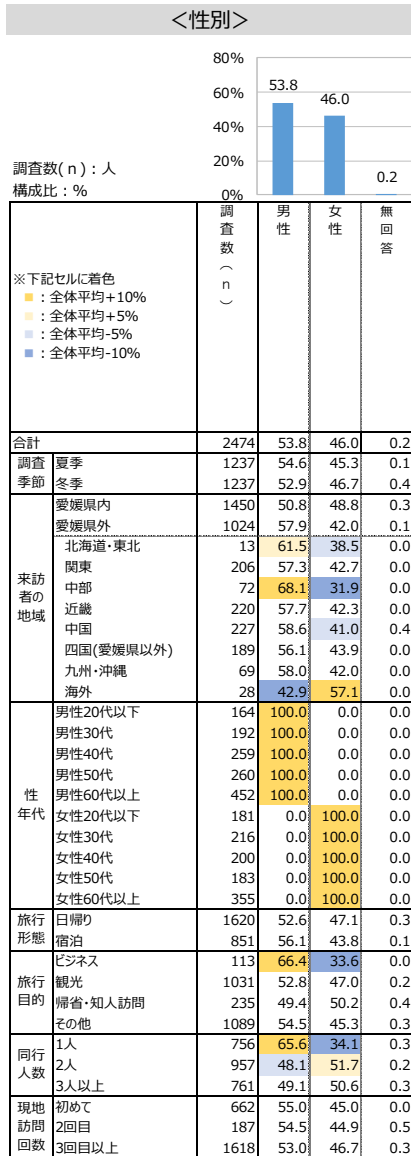 ＜性別＞
80%
60%
40%
20%
0%
53.8
46.0
0.2
調査数(ｎ)：人
構成比：%
調査数（ｎ） 男性 女性 無回答
※下記セルに着色
■：全体平均+10%
■：全体平均+5%
■：全体平均-5%
■：全体平均-10%
合計 2474 53.8 46.0 0.2
調査季節 夏季 1237 54.6 45.3 0.1
冬季 1237 52.9 46.7 0.4
来訪者の地域 愛媛県内 1450 50.8 48.8 0.3
愛媛県外 1024 57.9 42.0 0.1
北海道・東北 13 61.5 38.5 0.0
関東 206 57.3 42.7 0.0
中部 72 68.1 31.9 0.0
近畿 220 57.7 42.3 0.0
中国 227 58.6 41.0 0.4
四国(愛媛県以外) 189 56.1 43.9 0.0
九州・沖縄 69 58.0 42.0 0.0
海外 28 42.9 57.1 0.0
性年代 男性20代以下 164 100.0 0.0 0.0
男性30代 192 100.0 0.0 0.0
男性40代 259 100.0 0.0 0.0
男性50代 260 100.0 0.0 0.0
男性60代以上 452 100.0 0.0 0.0
女性20代以下 181 0.0 100.0 0.0
女性30代 216 0.0 100.0 0.0
女性40代 200 0.0 100.0 0.0
女性50代 183 0.0 100.0 0.0
女性60代以上 355 0.0 100.0 0.0
旅行形態 日帰り 1620 52.6 47.1 0.3
宿泊 851 56.1 43.8 0.1
旅行目的 ビジネス 113 66.4 33.6 0.0
観光 1031 52.8 47.0 0.2
帰省・知人訪問 235 49.4 50.2 0.4
その他 1089 54.5 45.3 0.3
同行人数 1人 756 65.6 34.1 0.3
2人 957 48.1 51.7 0.2
3人以上 761 49.1 50.6 0.3
現地訪問回数 初めて 662 55.0 45.0 0.0
2回目 187 54.5 44.9 0.5
3回目以上 1618 53.0 46.7 0.3